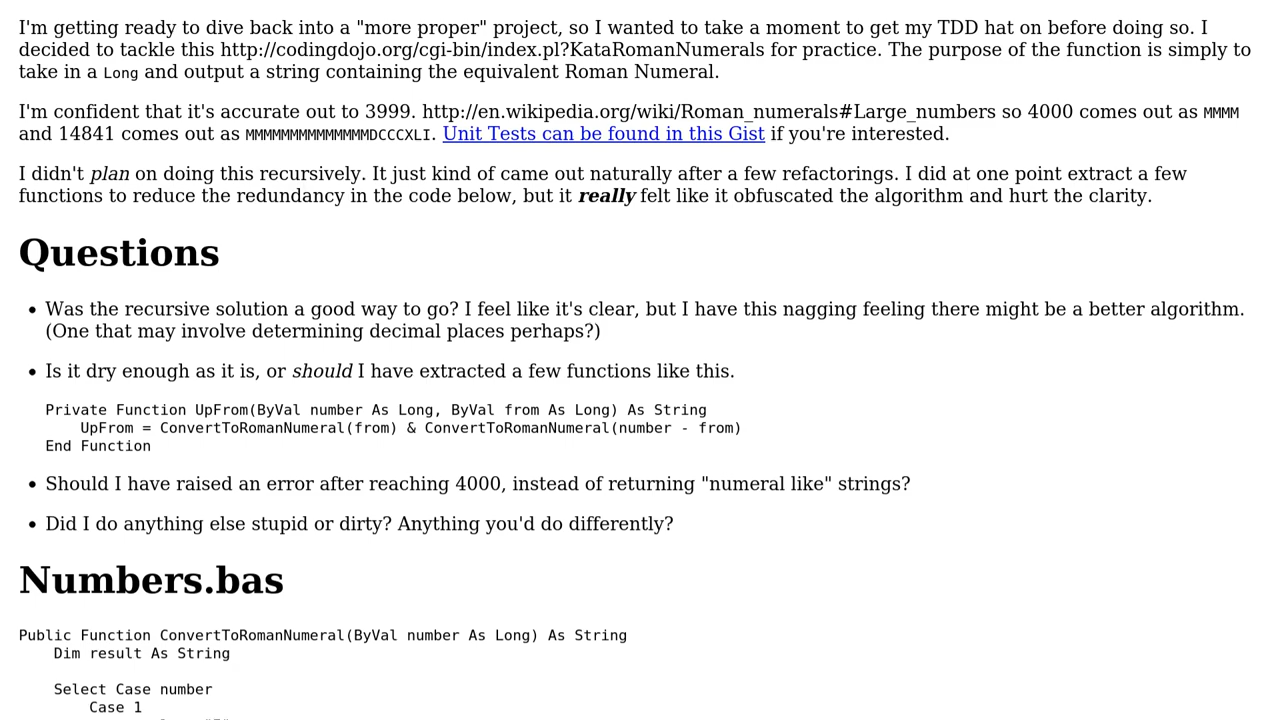 I'm getting ready to dive back into a "more proper" project, so I wanted to take a moment to get my TDD hat on before doing so. I
decided to tackle this http://codingdojo.org/cgi-bin/index.pl?KataRomanNumerals for practice. The purpose of the function is simply to
take in a Long and output a string containing the equivalent Roman Numeral.
I'm confident that it's accurate out to 3999. http://en.wikipedia.org/wiki/Roman_numerals#Large_numbers so 4000 comes out as MMMM
and 14841 comes out as MMMMMMMMMMMMMMDCCCXLI. Unit Tests can be found in this Gist if you're interested.
I didn't plan on doing this recursively. It just kind of came out naturally after a few refactorings. I did at one point extract a few
functions to reduce the redundancy in the code below, but it really felt like it obfuscated the algorithm and hurt the clarity.
Questions
• Was the recursive solution a good way to go? I feel like it's clear, but I have this nagging feeling there might be a better algorithm.
(One that may involve determining decimal places perhaps?)
• Is it dry enough as it is, or should I have extracted a few functions like this.
Private Function UpFrom(ByVal number As Long, ByVal from As Long) As String
    UpFrom = ConvertToRomanNumeral(from) & ConvertToRomanNumeral(number - from)
End Function
• Should I have raised an error after reaching 4000, instead of returning "numeral like" strings?
• Did I do anything else stupid or dirty? Anything you'd do differently?
Numbers.bas
Public Function ConvertToRomanNumeral(ByVal number As Long) As String
    Dim result As String
    Select Case number
        Case 1